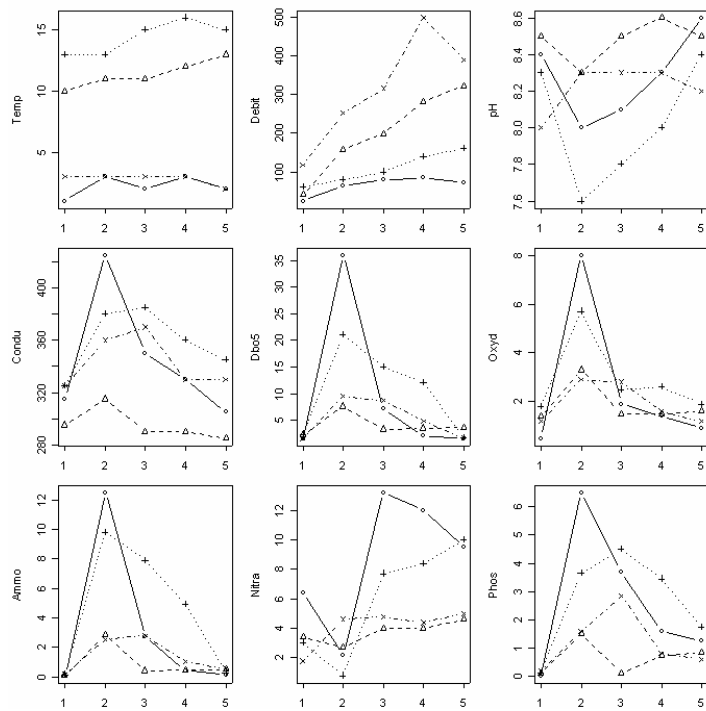 Temp
5 10 15
1 2 3 4 5
Debit
100 200 300 400 500
1 2 3 4 5
pH
7.6 7.8 8.0 8.2 8.4 8.6
1 2 3 4 5
Condu
280 320 360 420
1 2 3 4 5
Dbo5
5 10 15 20 25 30 35
1 2 3 4 5
Oxyd
2 4 6 8
1 2 3 4 5
Ammo
0 2 4 6 8 10 12
1 2 3 4 5
Nitra
2 4 6 8 10 12
1 2 3 4 5
Phos
0 1 2 3 4 5 6
1 2 3 4 5